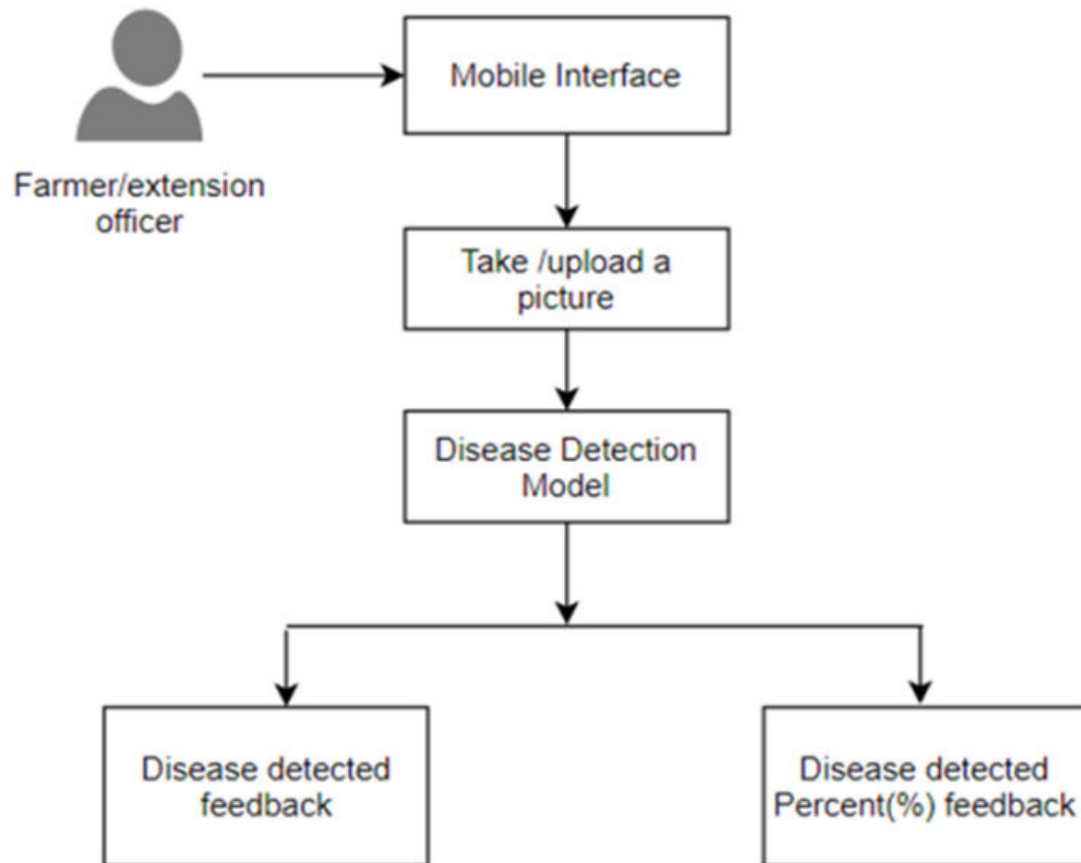 Mobile Interface
Farmer/extension
officer
Take /upload a
picture
Disease Detection
Model
Disease detected
feedback
Disease detected
Percent(%) feedback